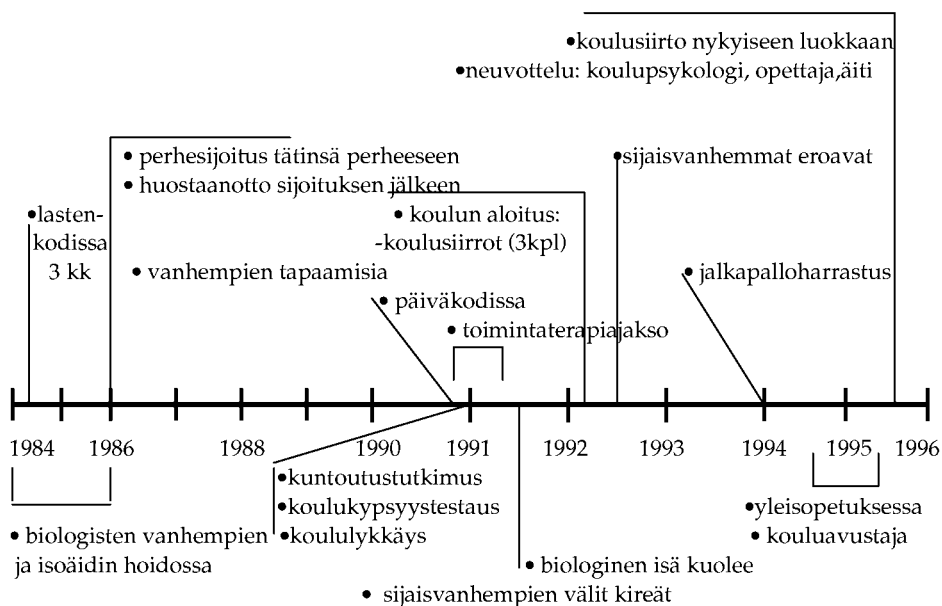 •koulusiirto nykyiseen luokkaan
•neuvottelu: koulupsykologi, opettaja,äiti
• perhesijoitus tätinsä perheeseen
• huostaanotto sijoituksen jälkeen
•sijaisvanhemmat eroavat
•lasten-
kodissa
3 kk
• koulun aloitus:
-koulusiirrot (3kpl)
• vanhempien tapaamisia
• jalkapalloharrastus
• päiväkodissa
• toimintaterapiajakso
1984 1986 1988 1990 1991 1992 1993 1994 1995 1996
•kuntoutustutkimus
•koulukypsyystestaus
•koululykkäys
•yleisopetuksessa
• kouluavustaja
• biologisten vanhempien
ja isoäidin hoidossa
• biologinen isä kuolee
• sijaisvanhempien välit kireät